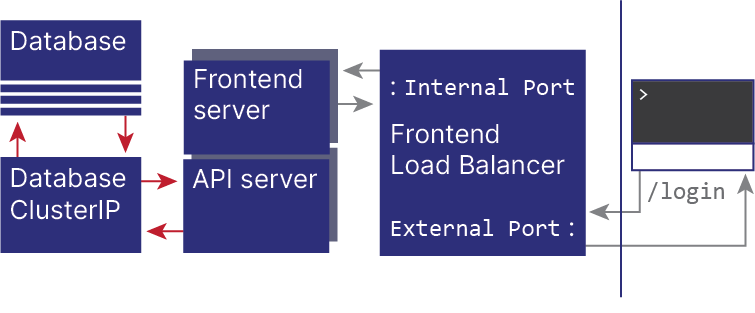 Database
Database
ClusterIP
Frontend
server
API server
: Internal Port
Frontend
Load Balancer
External Port :
>
/login